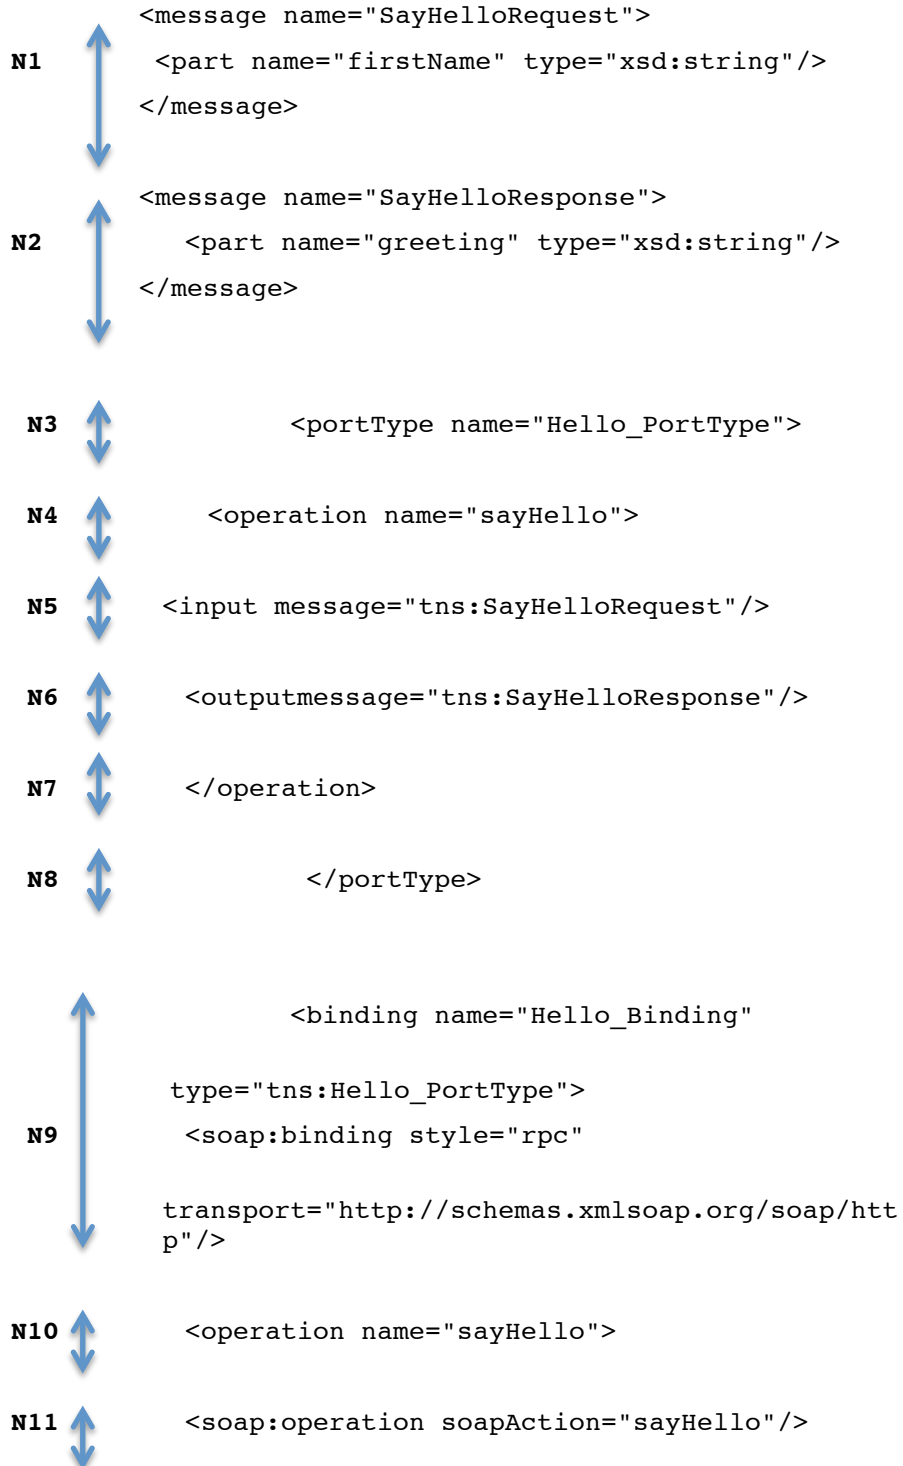 <message name="SayHelloRequest">
N1 <part name="firstName" type="xsd:string"/>
</message>
<message name="SayHelloResponse">
N2 <part name="greeting" type="xsd:string"/>
</message>
N3 <portType name="Hello_PortType">
N4 <operation name="sayHello">
N5 <input message="tns:SayHelloRequest"/>
N6 <outputmessage="tns:SayHelloResponse"/>
N7 </operation>
N8 </portType>
<binding name="Hello_Binding"
type="tns:Hello_PortType">
N9 <soap:binding style="rpc"
transport="http://schemas.xmlsoap.org/soap/htt
p"/>
N10 <operation name="sayHello">
N11 <soap:operation soapAction="sayHello"/>